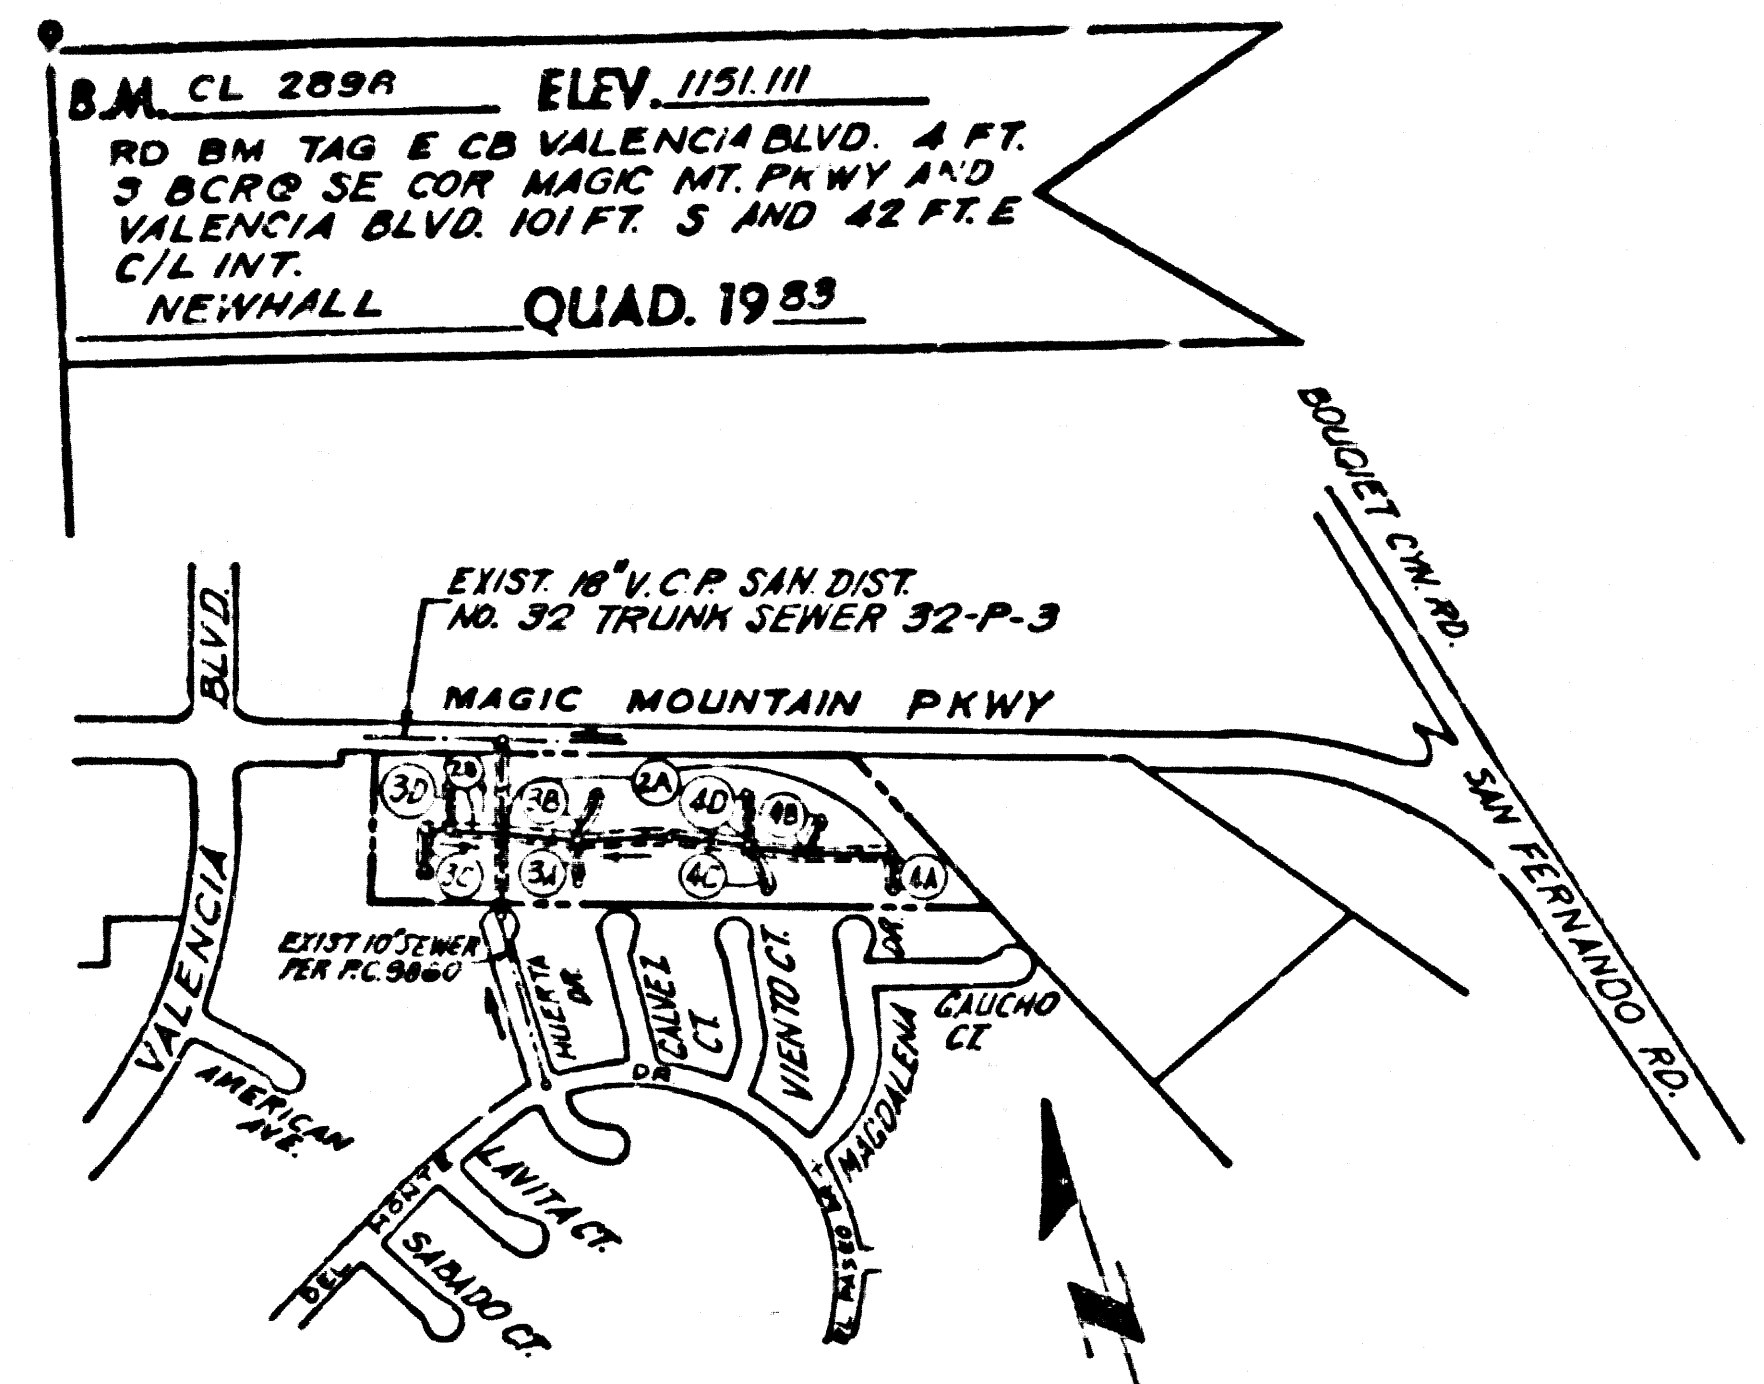 B.M. CL 289R ELEV. 1151.111
RD BM TAG E CB VALENCIA BLVD. 4 FT.
S BCR@ SE COR MAGIC MT. PKWY AND
VALENCIA BLVD. 101 FT. S AND 42 FT. E
C/L INT.
NEWHALL QUAD. 1983
BOUQUET CYN. RD.
EXIST. 18" V.C.P. SAN. DIST.
NO. 32 TRUNK SEWER 32-P-3
BLVD.
MAGIC MOUNTAIN PKWY
3D
2B
3B
2A
4D
4B
3C
3A
4C
4A
SAN FERNANDO RD.
VALENCIA
EXIST 10" SEWER
PER P.C. 9860
HUERTA
DR.
CALVEZ
CT.
VIENTO CT.
DR.
GAUCHO
CT.
MAGDALENA
AMERICAN
AVE.
DEL MONTE DR
LAVITA CT.
SABADO CT.
EL PASEO